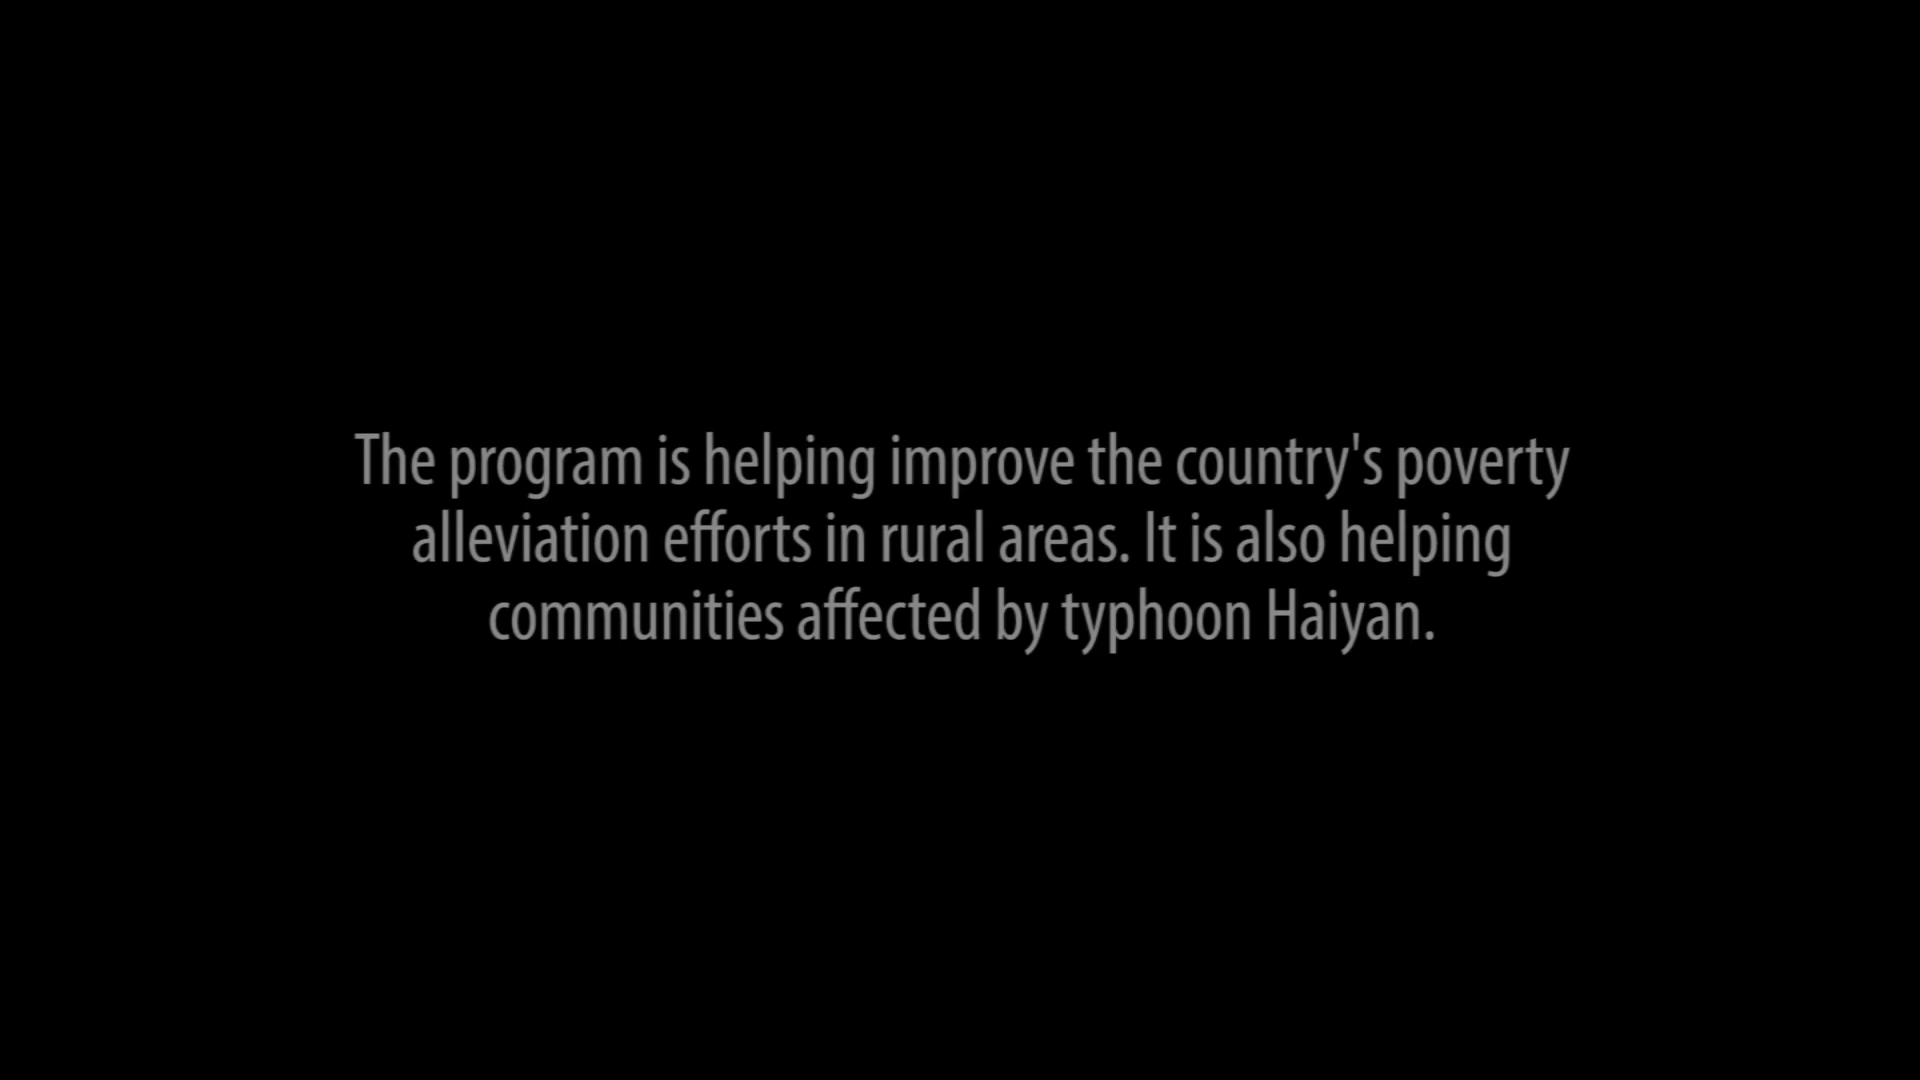 The program is helping improve the country's poverty
alleviation efforts in rural areas. It is also helping
communities affected by typhoon Haiyan.